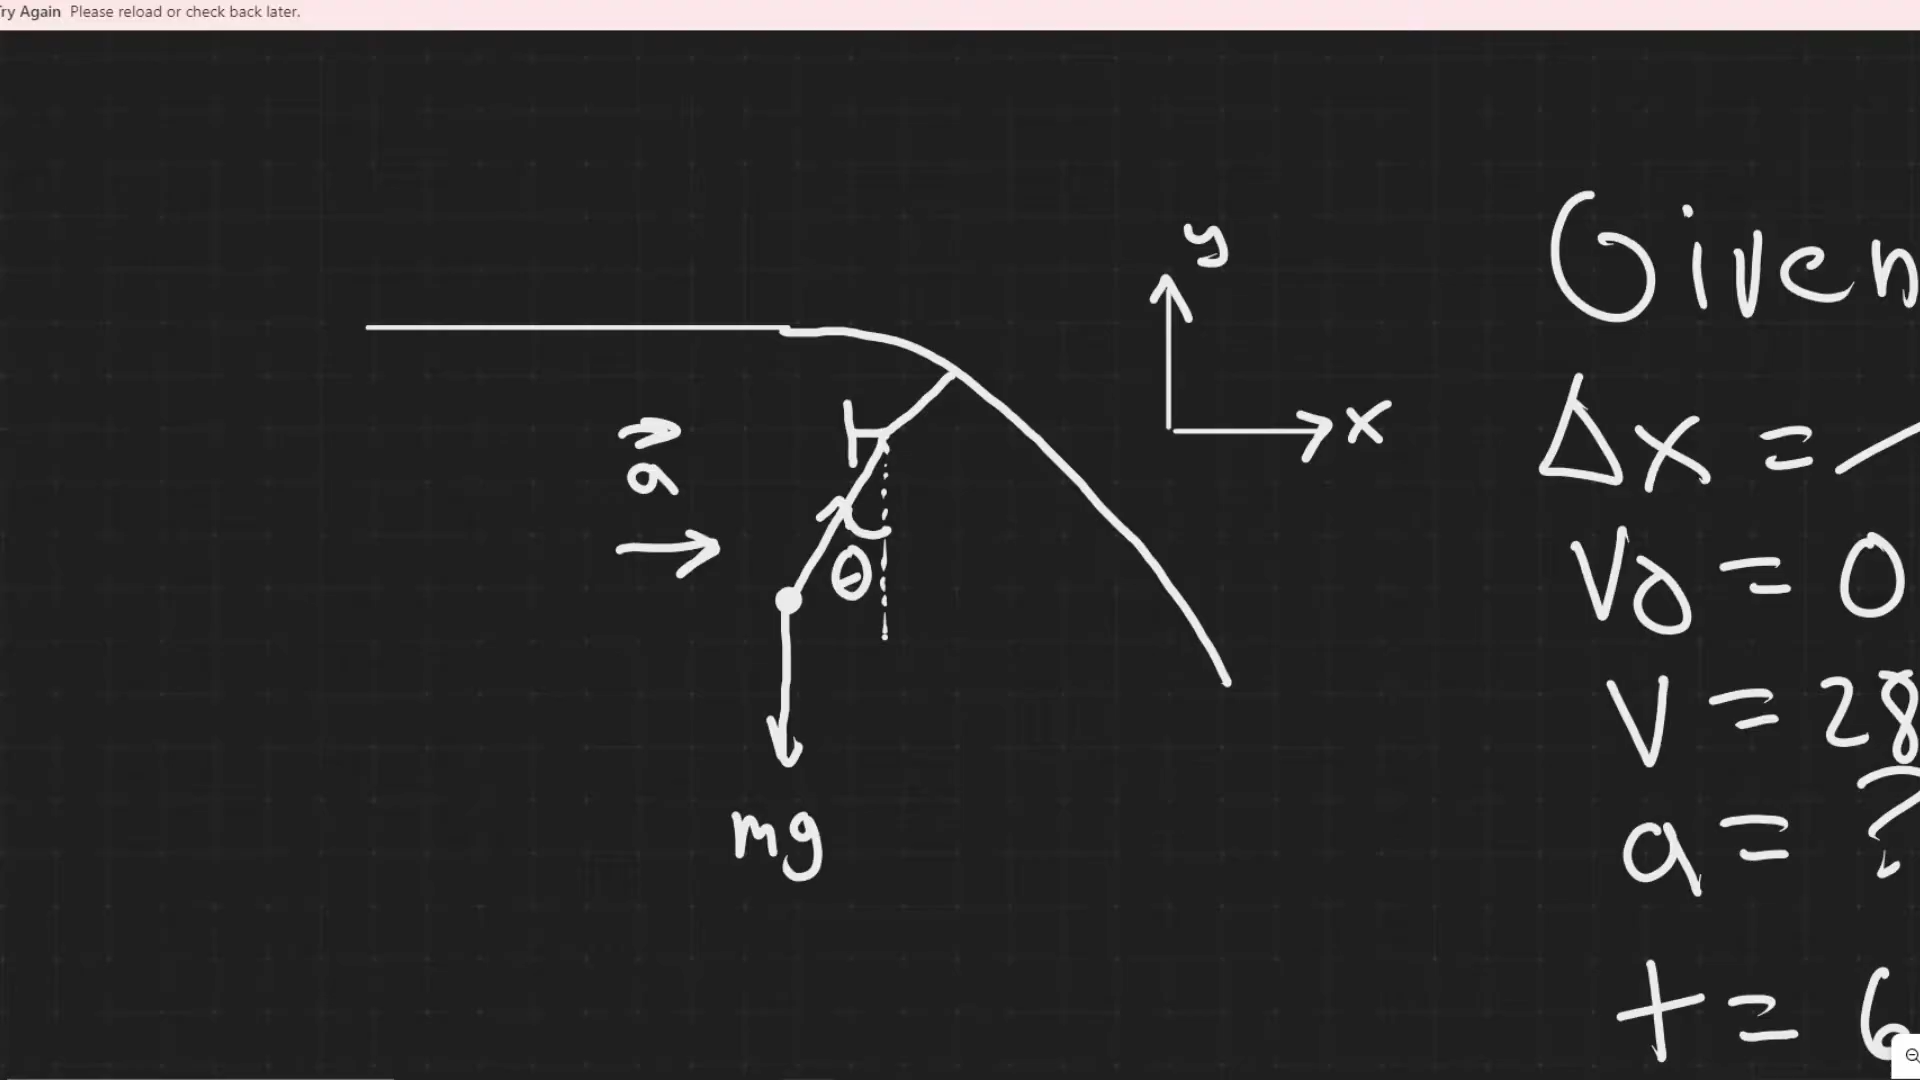 Try Again Please reload or check back later.
y
x
a
T
θ
mg
Given
Δx =
V0 = 0
V = 28
a = ?
t = 6